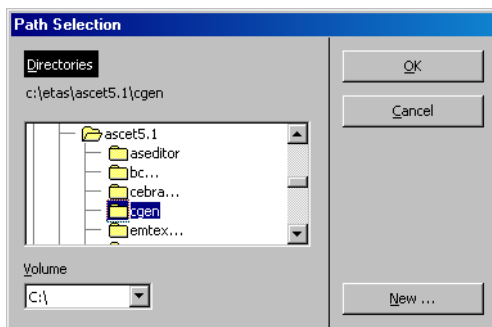 Path Selection
Directories
c:\etas\ascet5.1\cgen
ascet5.1
aseditor
bc...
cebra...
cgen
emtex...
Volume
C:\
OK
Cancel
New ...